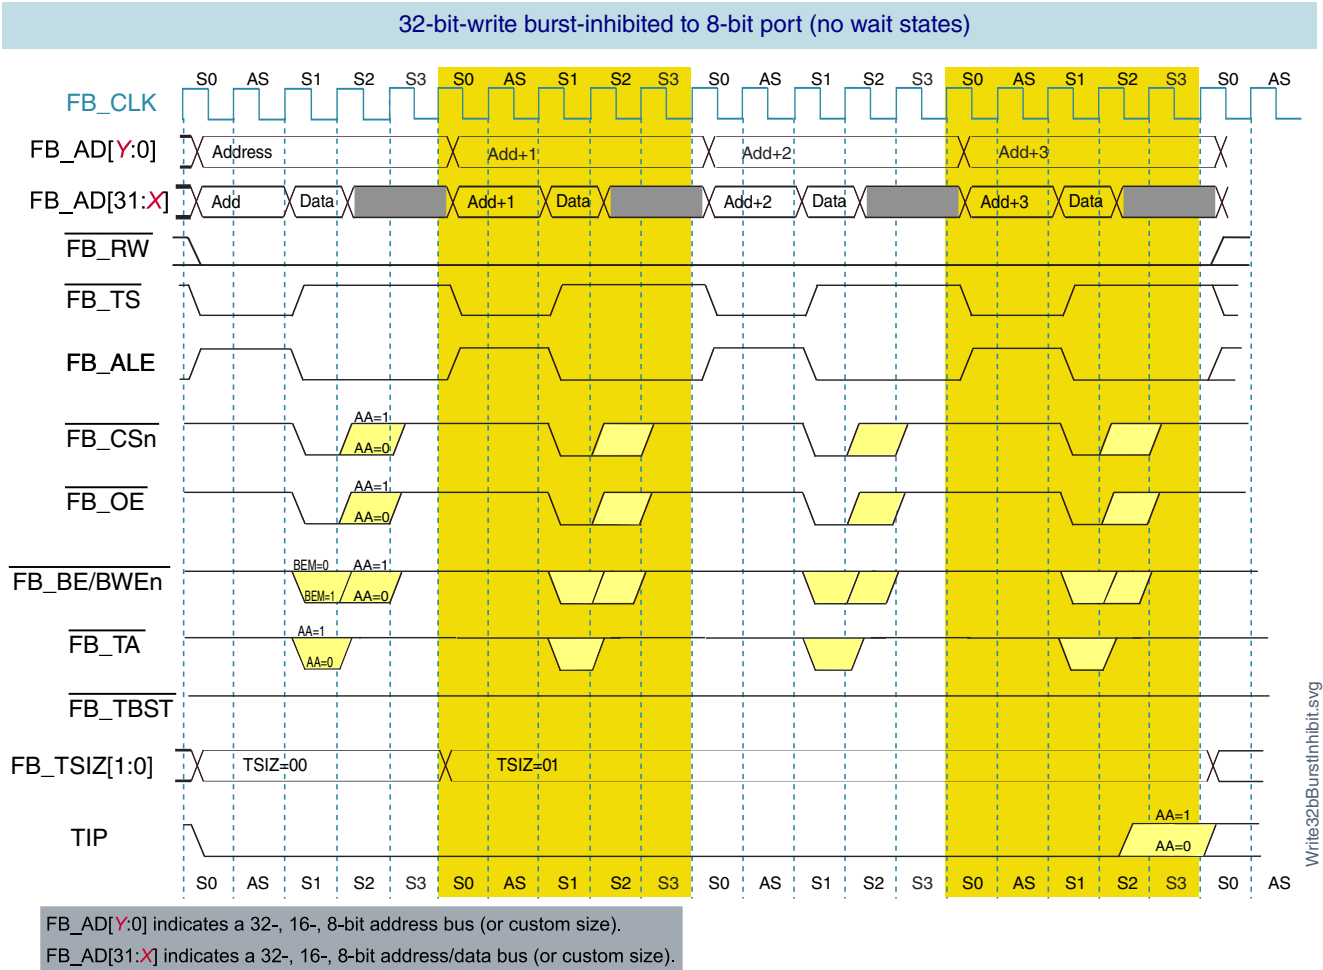 32-bit-write burst-inhibited to 8-bit port (no wait states)
S0 AS S1 S2 S3 S0 AS S1 S2 S3 S0 AS S1 S2 S3 S0 AS S1 S2 S3 S0 AS
FB_CLK
FB_AD[Y:0] Address Add+1 Add+2 Add+3
FB_AD[31:X] Add Data Add+1 Data Add+2 Data Add+3 Data
FB_RW
FB_TS
FB_ALE
AA=1
FB_CSn AA=0
AA=1
FB_OE AA=0
BEM=0 AA=1
FB_BE/BWEn BEM=1 AA=0
AA=1
FB_TA AA=0
FB_TBST
FB_TSIZ[1:0] TSIZ=00 TSIZ=01
AA=1
TIP AA=0
S0 AS S1 S2 S3 S0 AS S1 S2 S3 S0 AS S1 S2 S3 S0 AS S1 S2 S3 S0 AS
FB_AD[Y:0] indicates a 32-, 16-, 8-bit address bus (or custom size).
FB_AD[31:X] indicates a 32-, 16-, 8-bit address/data bus (or custom size).
Write32bBurstInhibit.svg